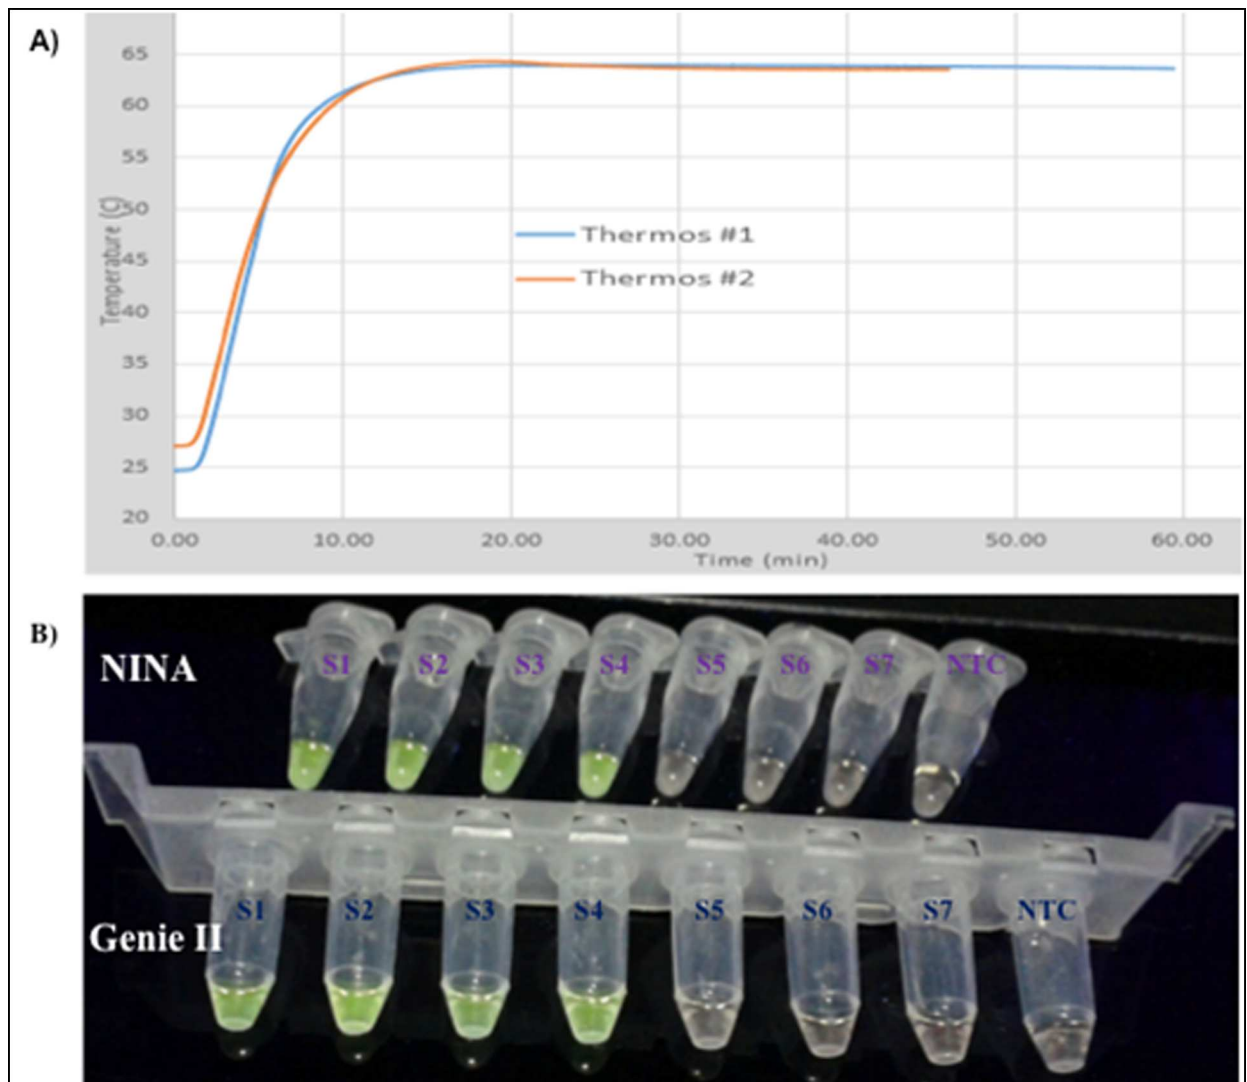 A)
65
60
55
50
45
40
35
30
25
20
Temperature (C)
Thermos #1
Thermos #2
0.00 10.00 20.00 30.00 40.00 50.00 60.00
Time (min)
B)
NINA
S1 S2 S3 S4 S5 S6 S7 NTC
S1 S2 S3 S4 S5 S6 S7 NTC
Genie II